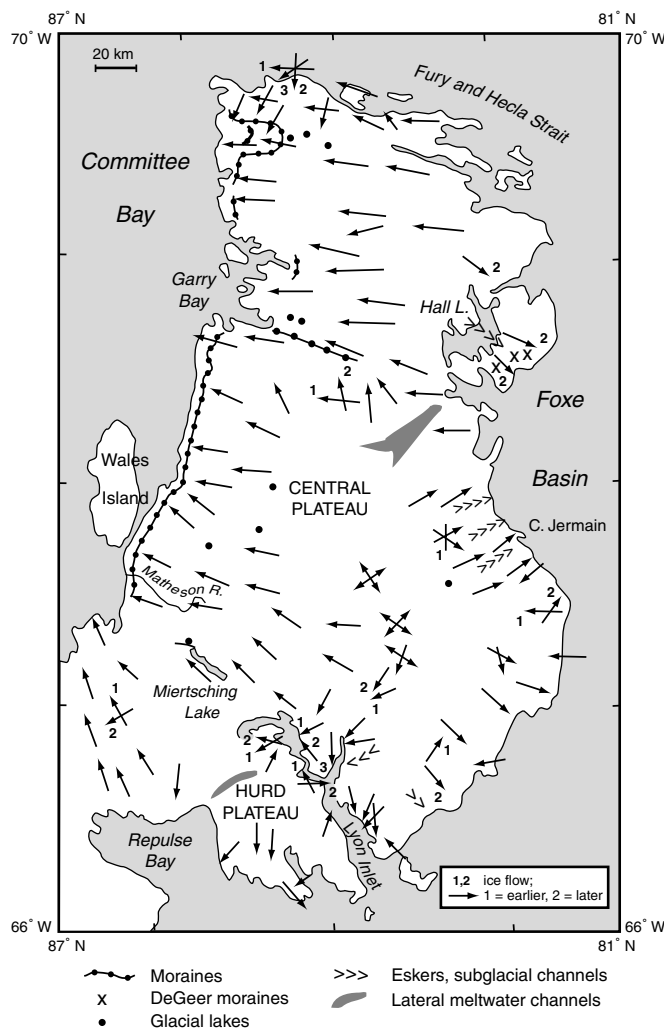 87° N
81° N
70° W
70° W
20 km
1
3
2
Fury and Hecla Strait
Committee
Bay
2
Garry
Bay
Hall L.
2
X
X
X
2
2
1
Foxe
Basin
Wales
Island
CENTRAL
PLATEAU
C. Jermain
1
Matheson R.
2
1
2
1
Miertsching
Lake
1
2
1
2
2
1
1
3
2
1
2
HURD
PLATEAU
Lyon Inlet
Repulse
Bay
1,2 ice flow;
1 = earlier, 2 = later
66° W
66° W
87° N
81° N
Moraines
>>> Eskers, subglacial channels
X DeGeer moraines
Lateral meltwater channels
Glacial lakes